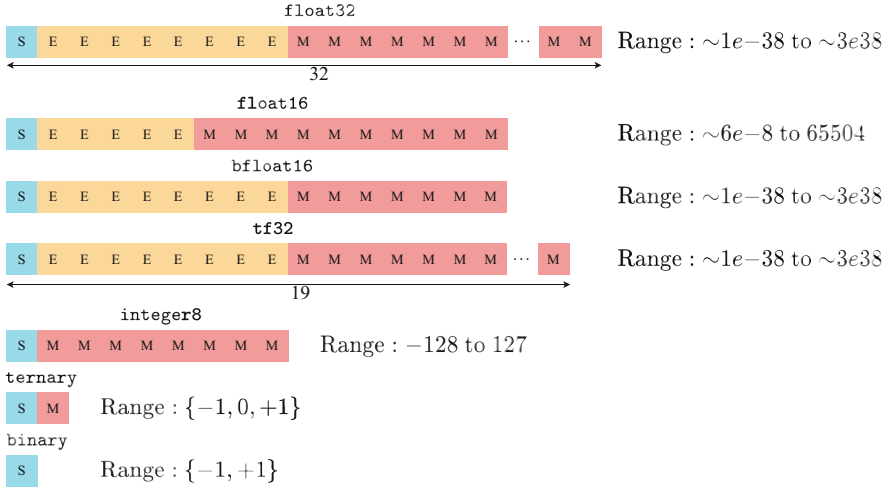 float32
S E E E E E E E E M M M M M M M ··· M M Range : ∼1e−38 to ∼3e38
32
float16
S E E E E E M M M M M M M M M M Range : ∼6e−8 to 65504
bfloat16
S E E E E E E E E M M M M M M M Range : ∼1e−38 to ∼3e38
tf32
S E E E E E E E E M M M M M M M ··· M Range : ∼1e−38 to ∼3e38
19
integer8
S M M M M M M M M Range : −128 to 127
ternary
S M Range : {−1, 0, +1}
binary
S Range : {−1, +1}